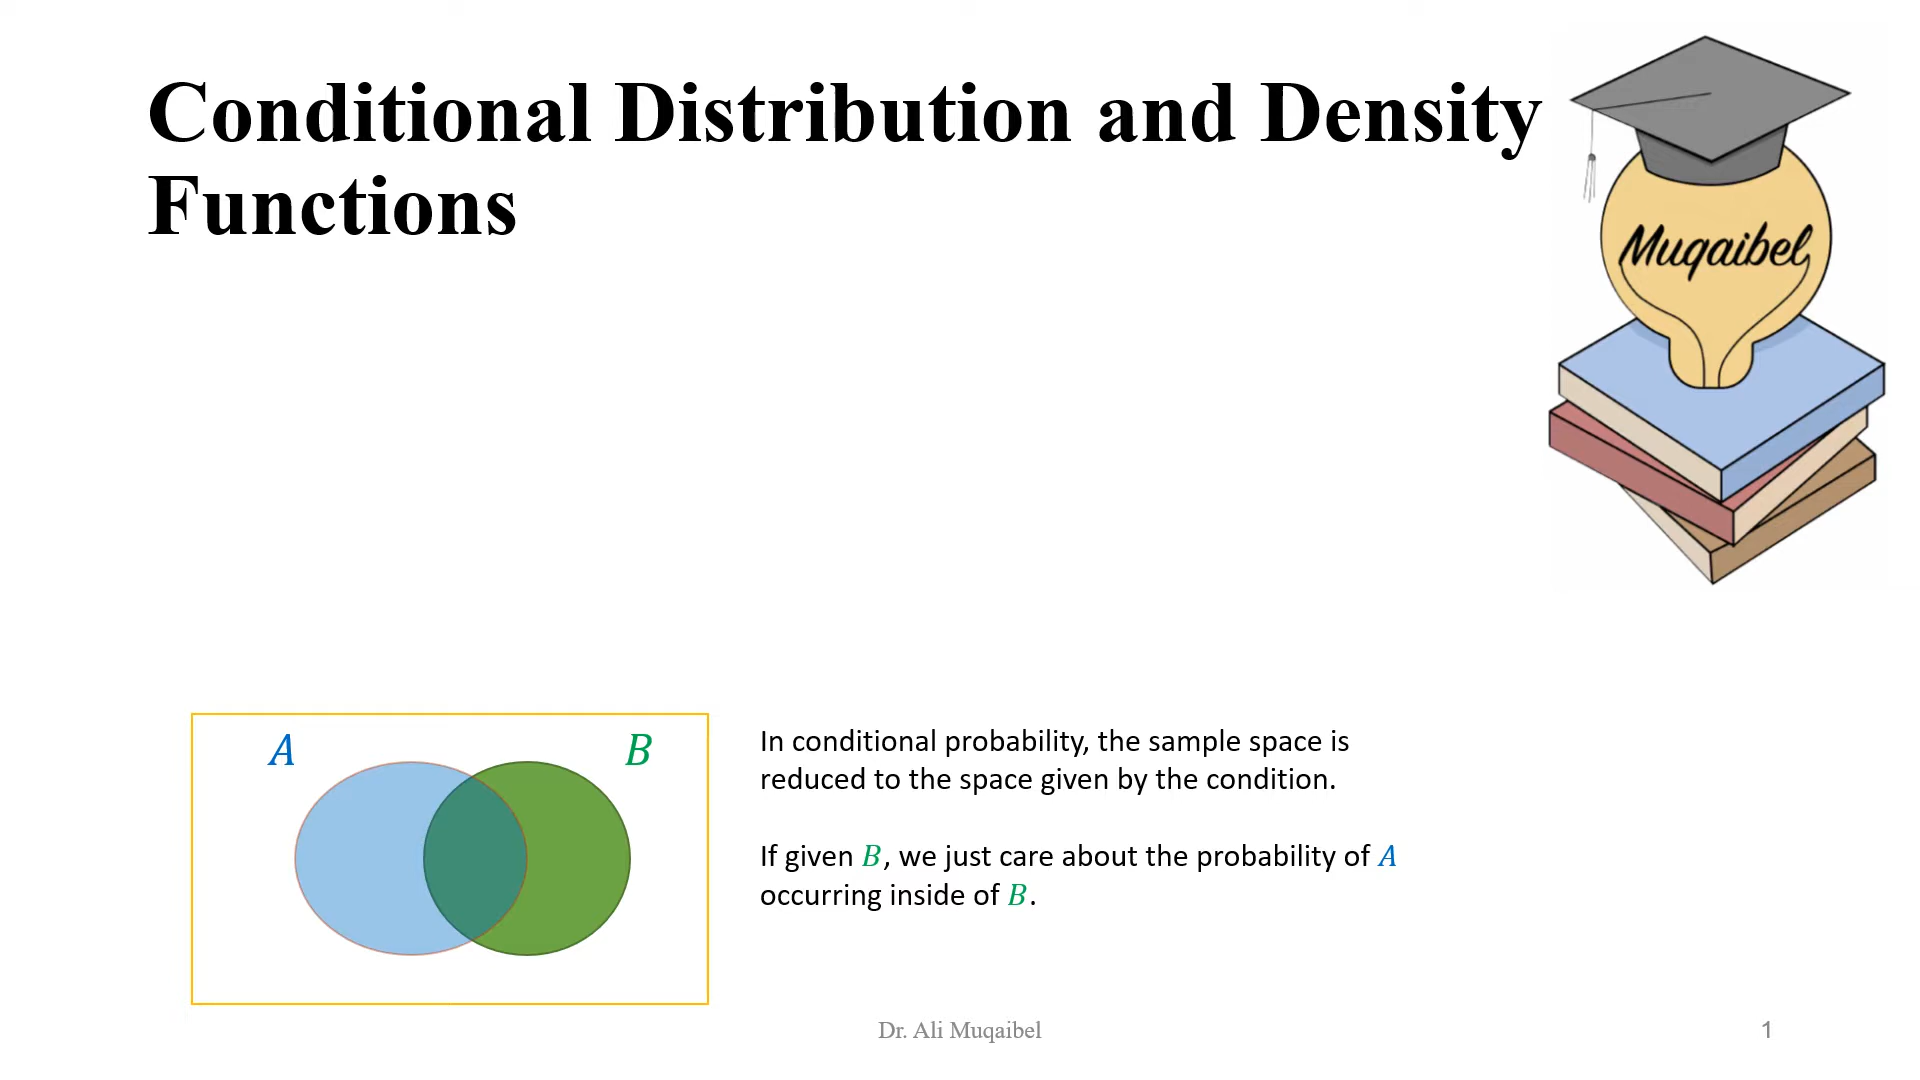 Conditional Distribution and Density
Functions
Muqaibel
A
B
In conditional probability, the sample space is
reduced to the space given by the condition.
If given B, we just care about the probability of A
occurring inside of B.
Dr. Ali Muqaibel
1